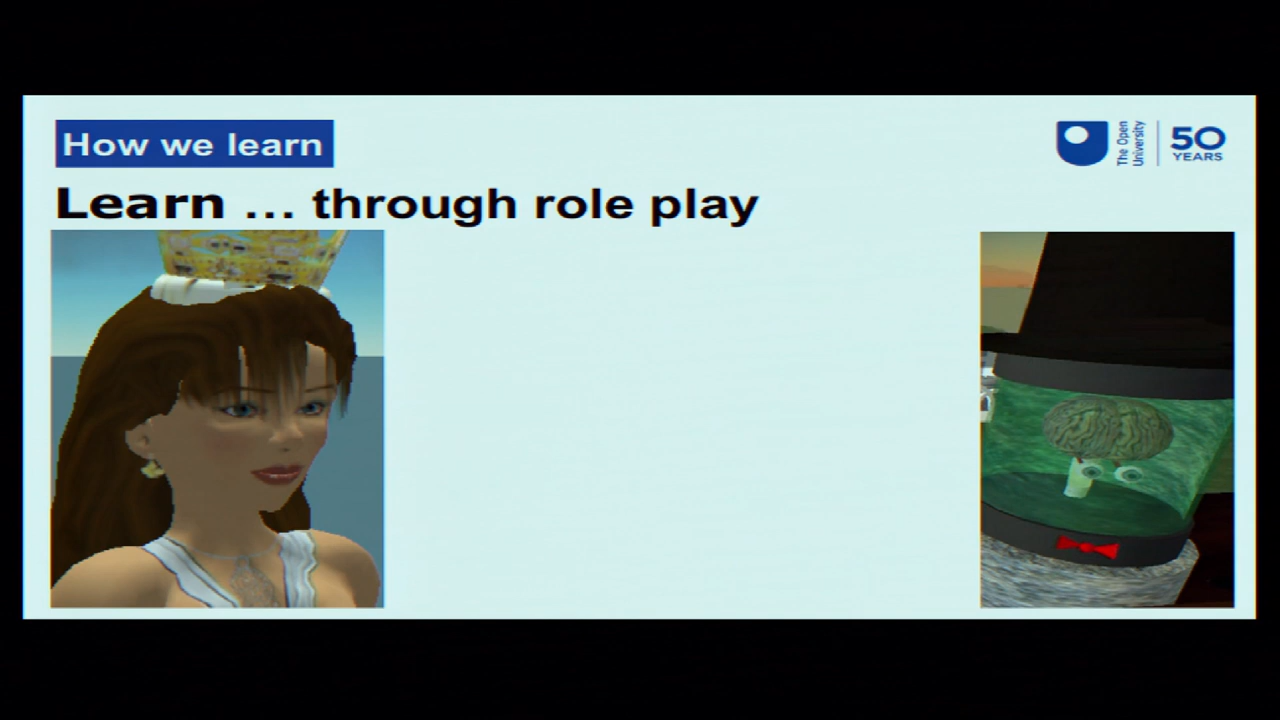 How we learn
Learn ... through role play
The Open
University
50
YEARS